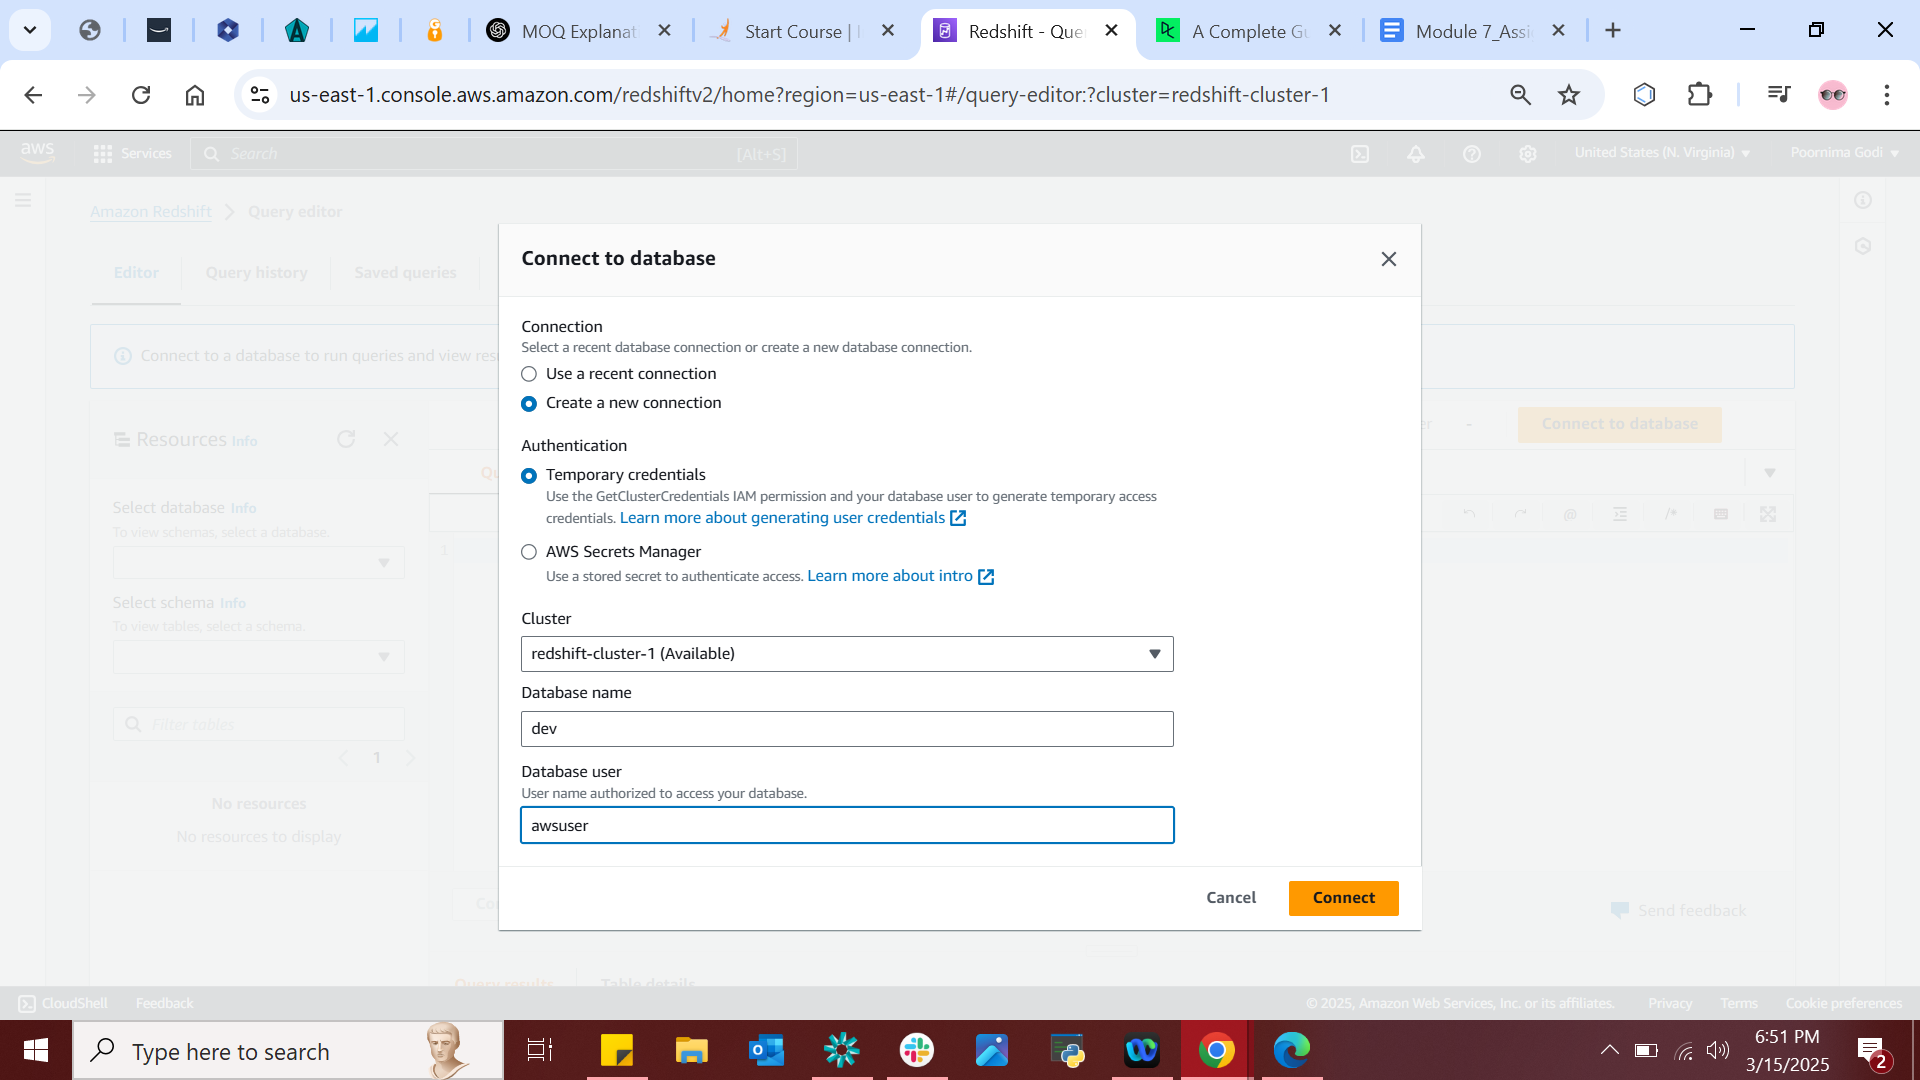 MOQ Explanat
Start Course |
Redshift - Que
A Complete Gu
Module 7_Assi
us-east-1.console.aws.amazon.com/redshiftv2/home?region=us-east-1#/query-editor:?cluster=redshift-cluster-1
aws
Services
Search
[Alt+S]
United States (N. Virginia)
Poornima Godi
Amazon Redshift
Query editor
Editor
Query history
Saved queries
Connect to a database to run queries and view res
Connect to database
Resources Info
Select database Info
To view schemas, select a database.
Select schema Info
To view tables, select a schema.
Filter tables
1
No resources
No resources to display
Qu
1
er
-
Connect to database
Connection
Select a recent database connection or create a new database connection.
Use a recent connection
Create a new connection
Authentication
Temporary credentials
Use the GetClusterCredentials IAM permission and your database user to generate temporary access
credentials. Learn more about generating user credentials
AWS Secrets Manager
Use a stored secret to authenticate access. Learn more about intro
Cluster
redshift-cluster-1 (Available)
Database name
dev
Database user
User name authorized to access your database.
awsuser
Cancel
Connect
Co
Send feedback
Query results
Table details
CloudShell
Feedback
© 2025, Amazon Web Services, Inc. or its affiliates.
Privacy
Terms
Cookie preferences
Type here to search
6:51 PM
3/15/2025
2